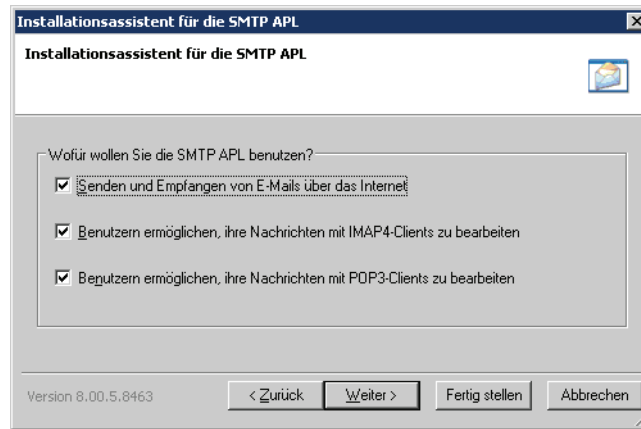 Installationsassistent für die SMTP APL
Installationsassistent für die SMTP APL
Wofür wollen Sie die SMTP APL benutzen?
Senden und Empfangen von E-Mails über das Internet
Benutzern ermöglichen, ihre Nachrichten mit IMAP4-Clients zu bearbeiten
Benutzern ermöglichen, ihre Nachrichten mit POP3-Clients zu bearbeiten
Version 8.00.5.8463 < Zurück Weiter > Fertig stellen Abbrechen